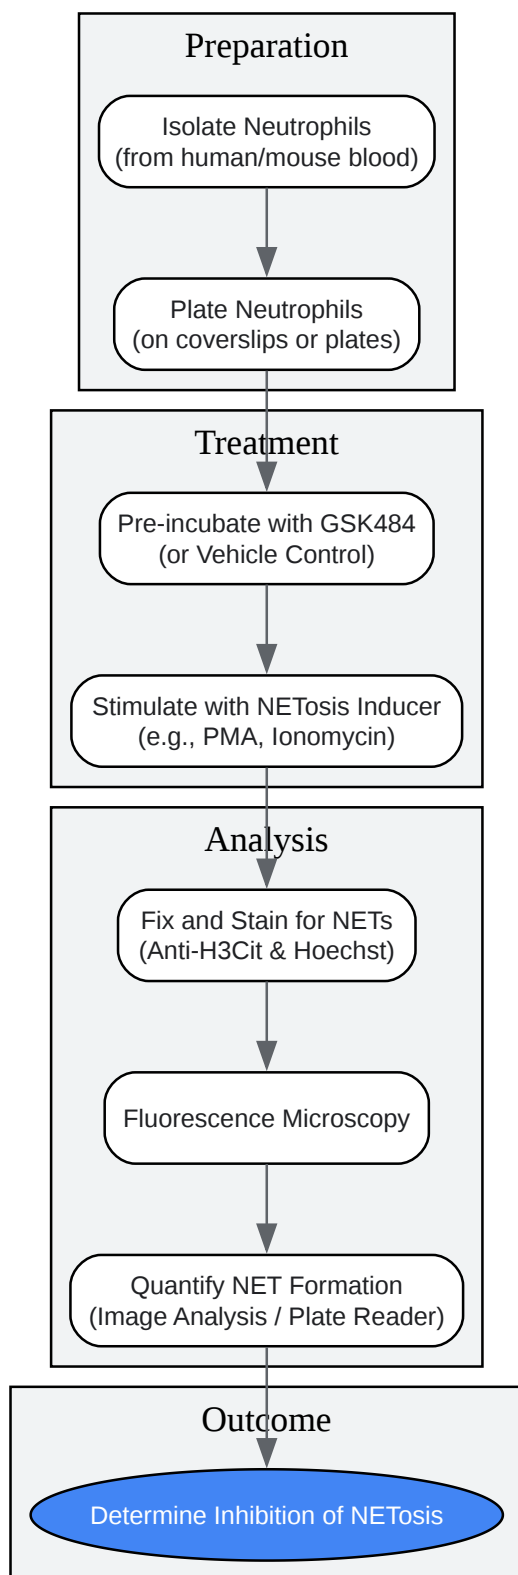 Preparation
Isolate Neutrophils
(from human/mouse blood)
Plate Neutrophils
(on coverslips or plates)
Treatment
Pre-incubate with GSK484
(or Vehicle Control)
Stimulate with NETosis Inducer
(e.g., PMA, Ionomycin)
Analysis
Fix and Stain for NETs
(Anti-H3Cit & Hoechst)
Fluorescence Microscopy
Quantify NET Formation
(Image Analysis / Plate Reader)
Outcome
Determine Inhibition of NETosis